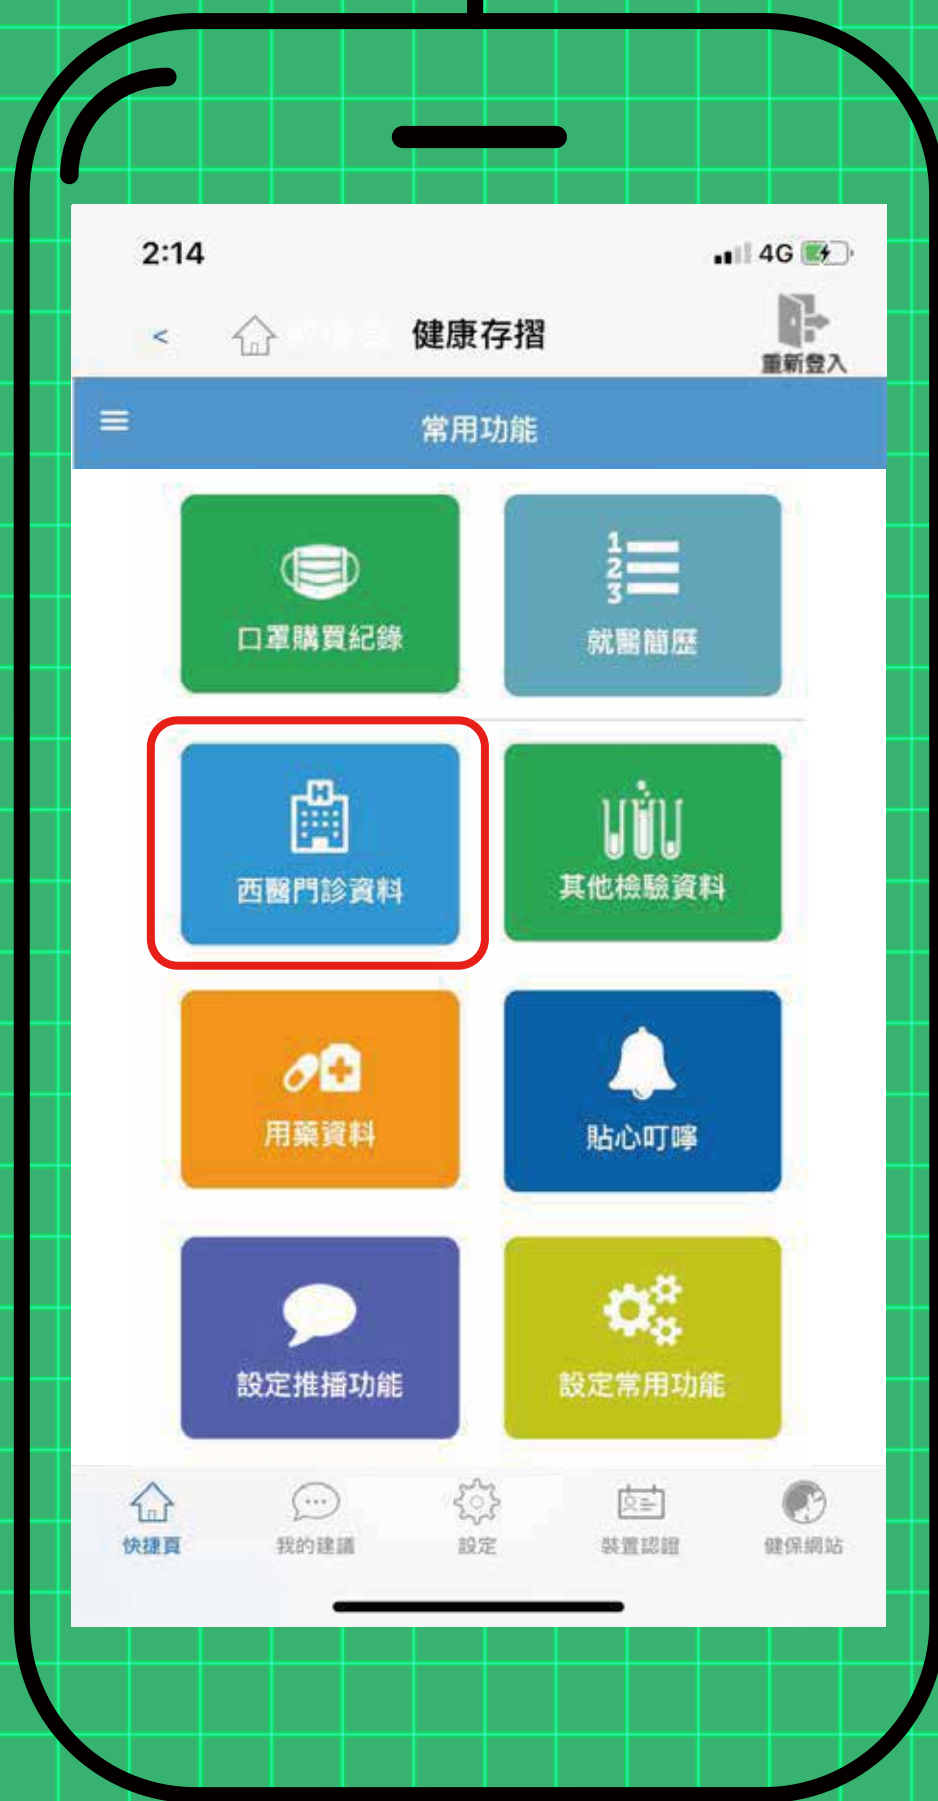 2:14
4G
<
健康存摺
重新登入
常用功能
口罩購買紀錄
1
2
3
就醫簡歷
H
西醫門診資料
其他檢驗資料
用藥資料
貼心叮嚀
設定推播功能
設定常用功能
快捷頁
我的建議
設定
裝置認證
健保網站